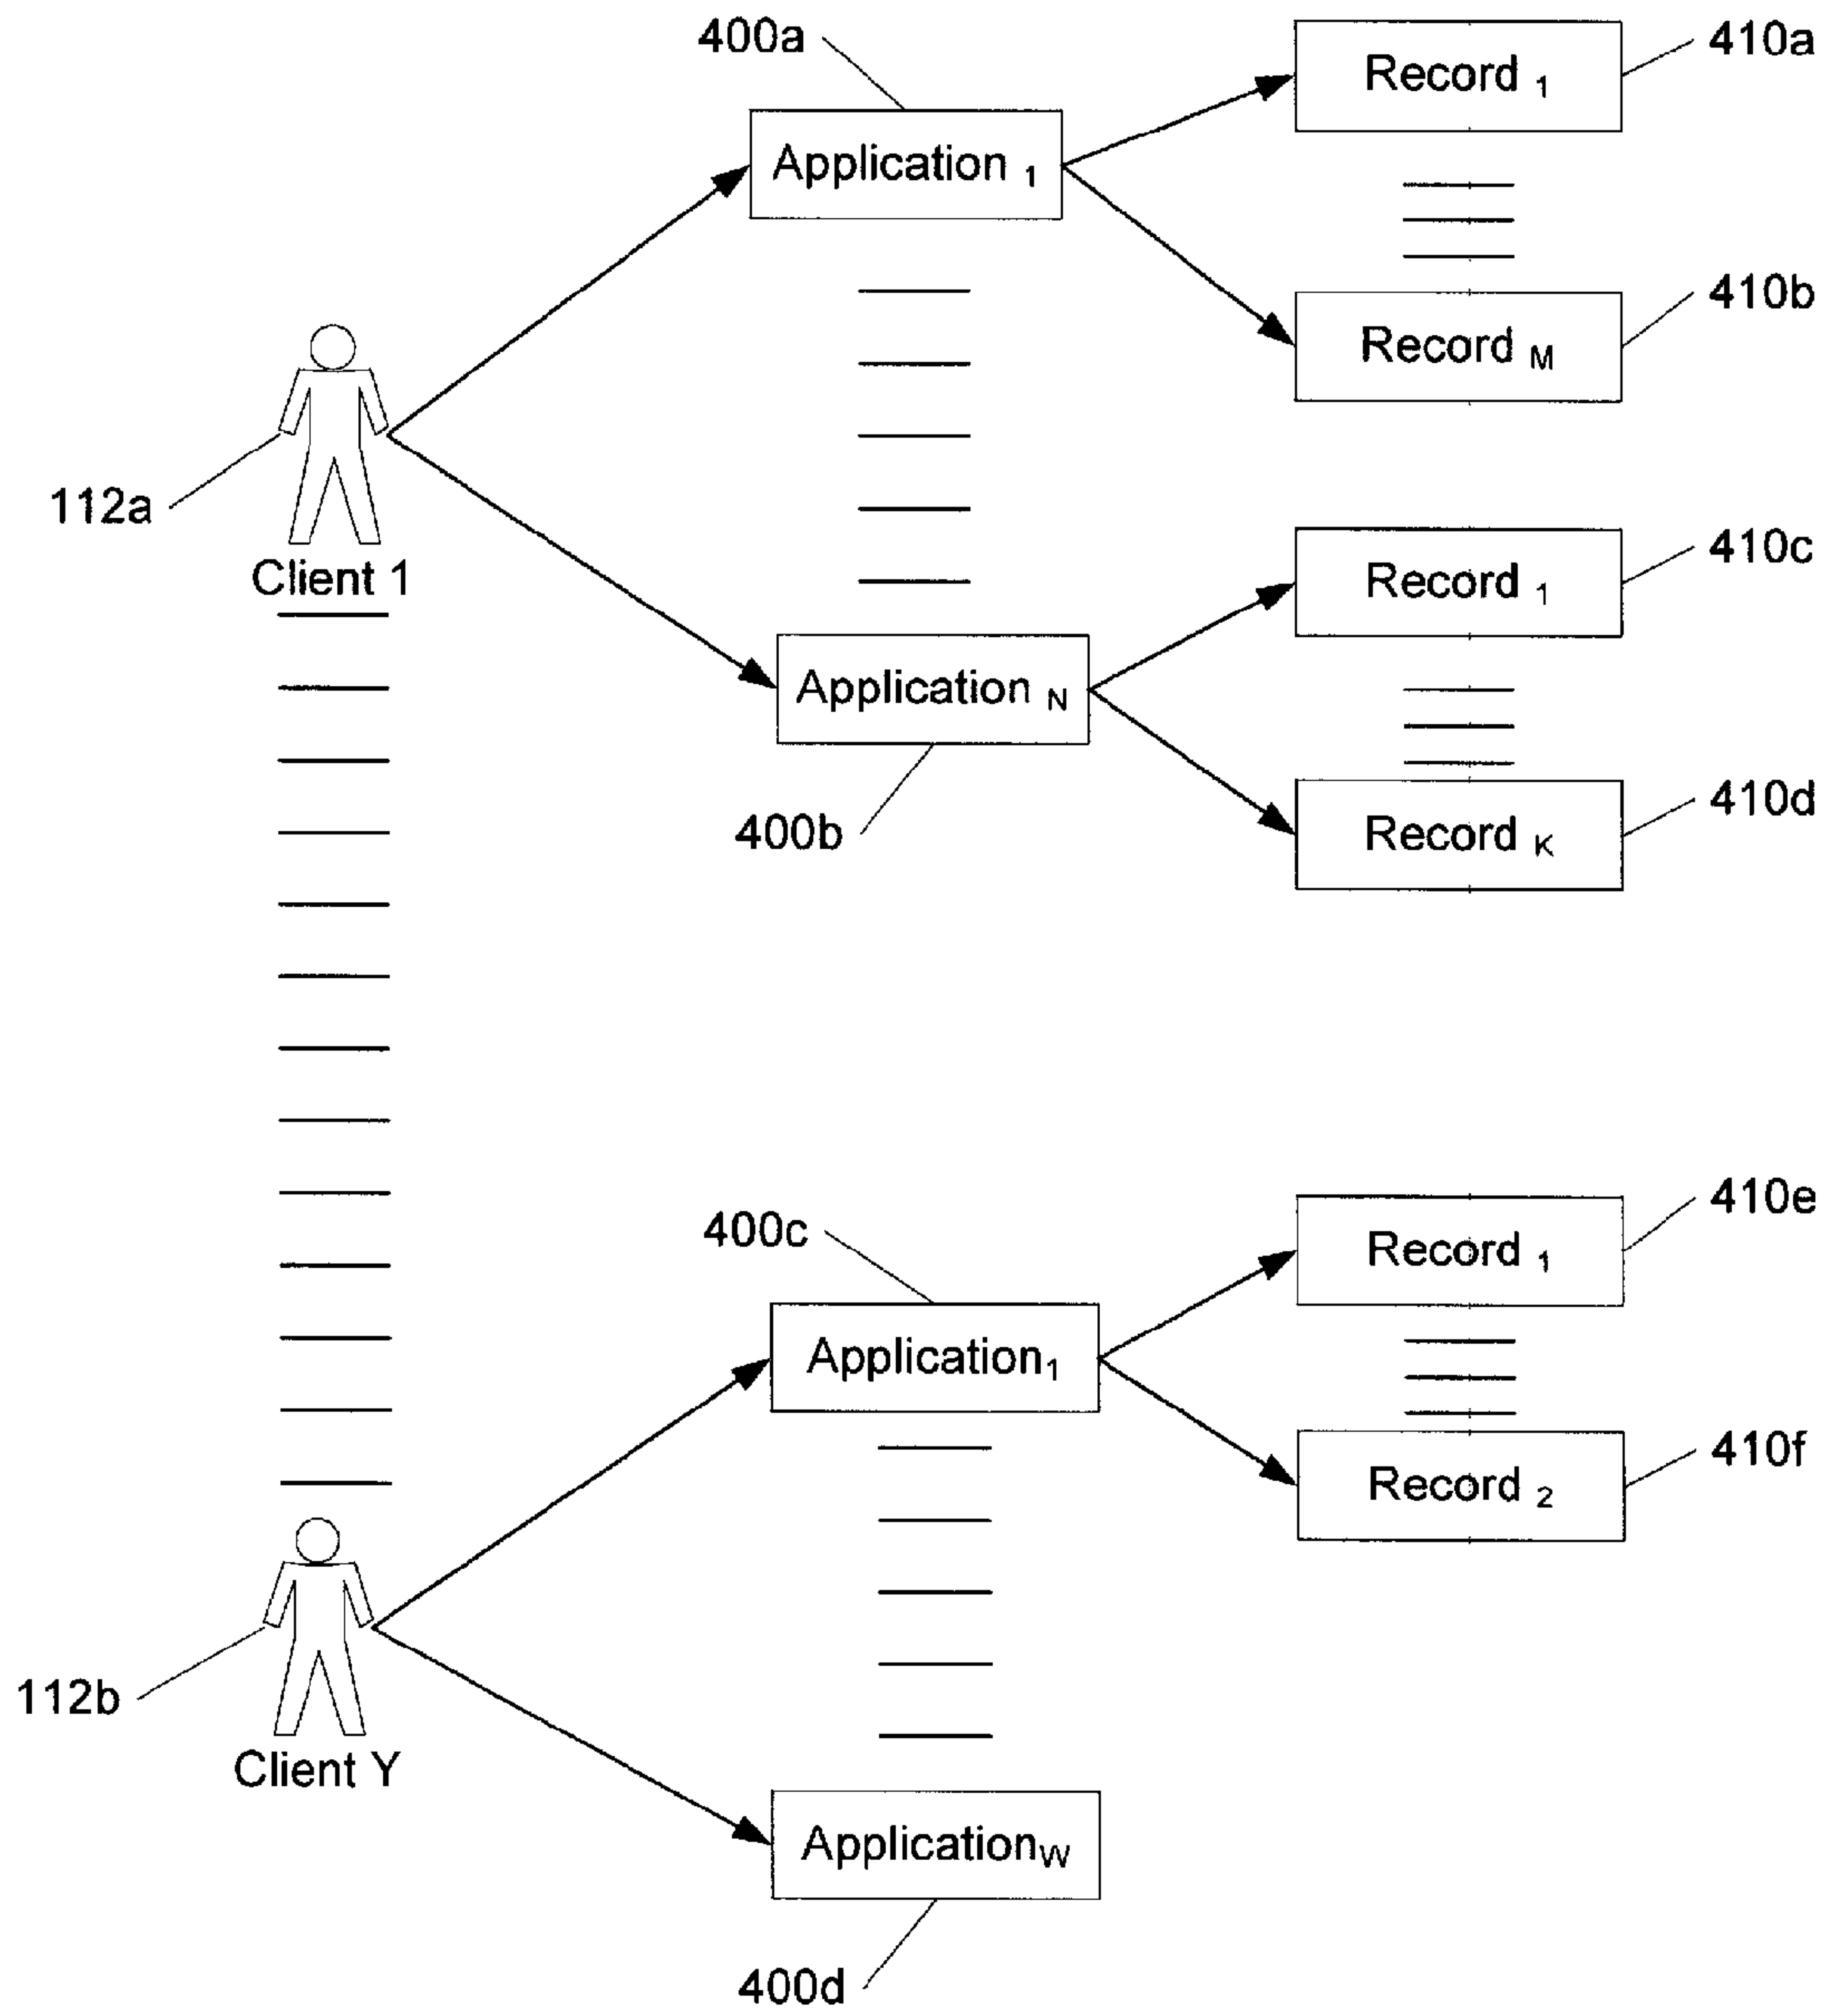 400a
410a
Record 1
Application 1
410b
Record M
112a
Client 1
410c
Record 1
Application N
400b
410d
Record K
410e
400c
Record 1
Application1
410f
Record 2
112b
Client Y
ApplicationW
400d